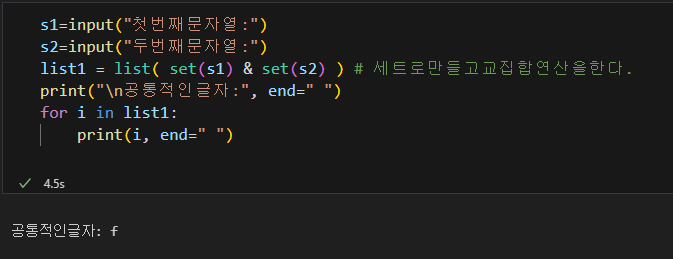 s1=input("첫번째문자열:")
s2=input("두번째문자열:")
list1 = list( set(s1) & set(s2) ) # 세트로만들고교집합연산을한다.
print("\n공통적인글자:", end=" ")
for i in list1:
    print(i, end=" ")
4.5s
공통적인글자: f